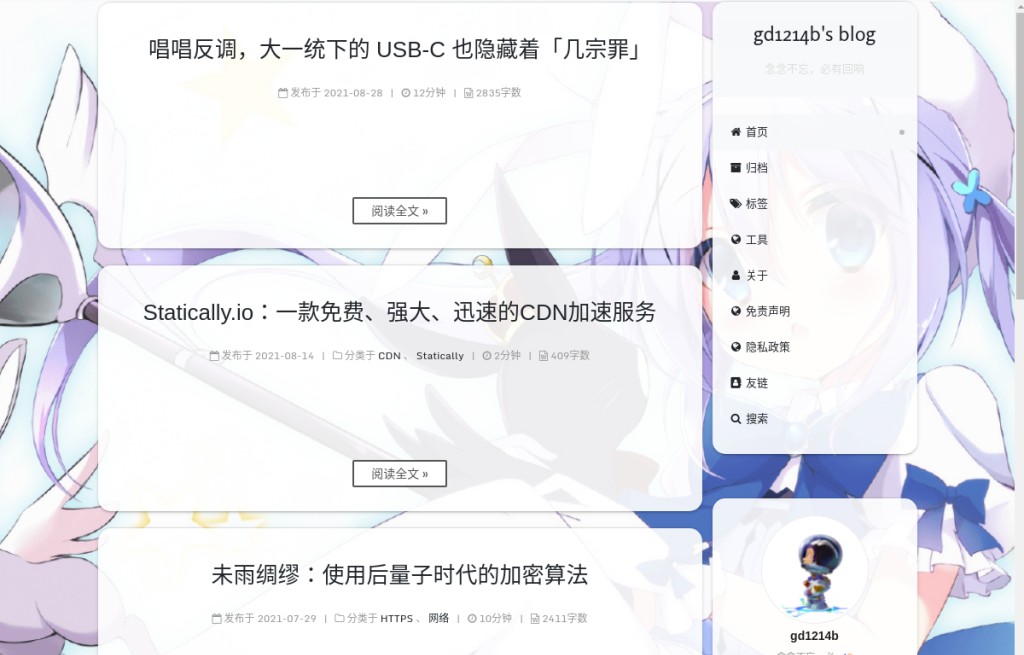 唱唱反调，大一统下的 USB-C 也隐藏着「几宗罪」
发布于 2021-08-28 | 12分钟 | 2835字数
阅读全文 »
Statically.io：一款免费、强大、迅速的CDN加速服务
发布于 2021-08-14 | 分类于 CDN 、 Statically | 2分钟 | 409字数
阅读全文 »
未雨绸缪：使用后量子时代的加密算法
发布于 2021-07-29 | 分类于 HTTPS 、 网络 | 10分钟 | 2411字数
gd1214b's blog
念念不忘，必有回响
首页
归档
标签
工具
关于
免责声明
隐私政策
友链
搜索
gd1214b